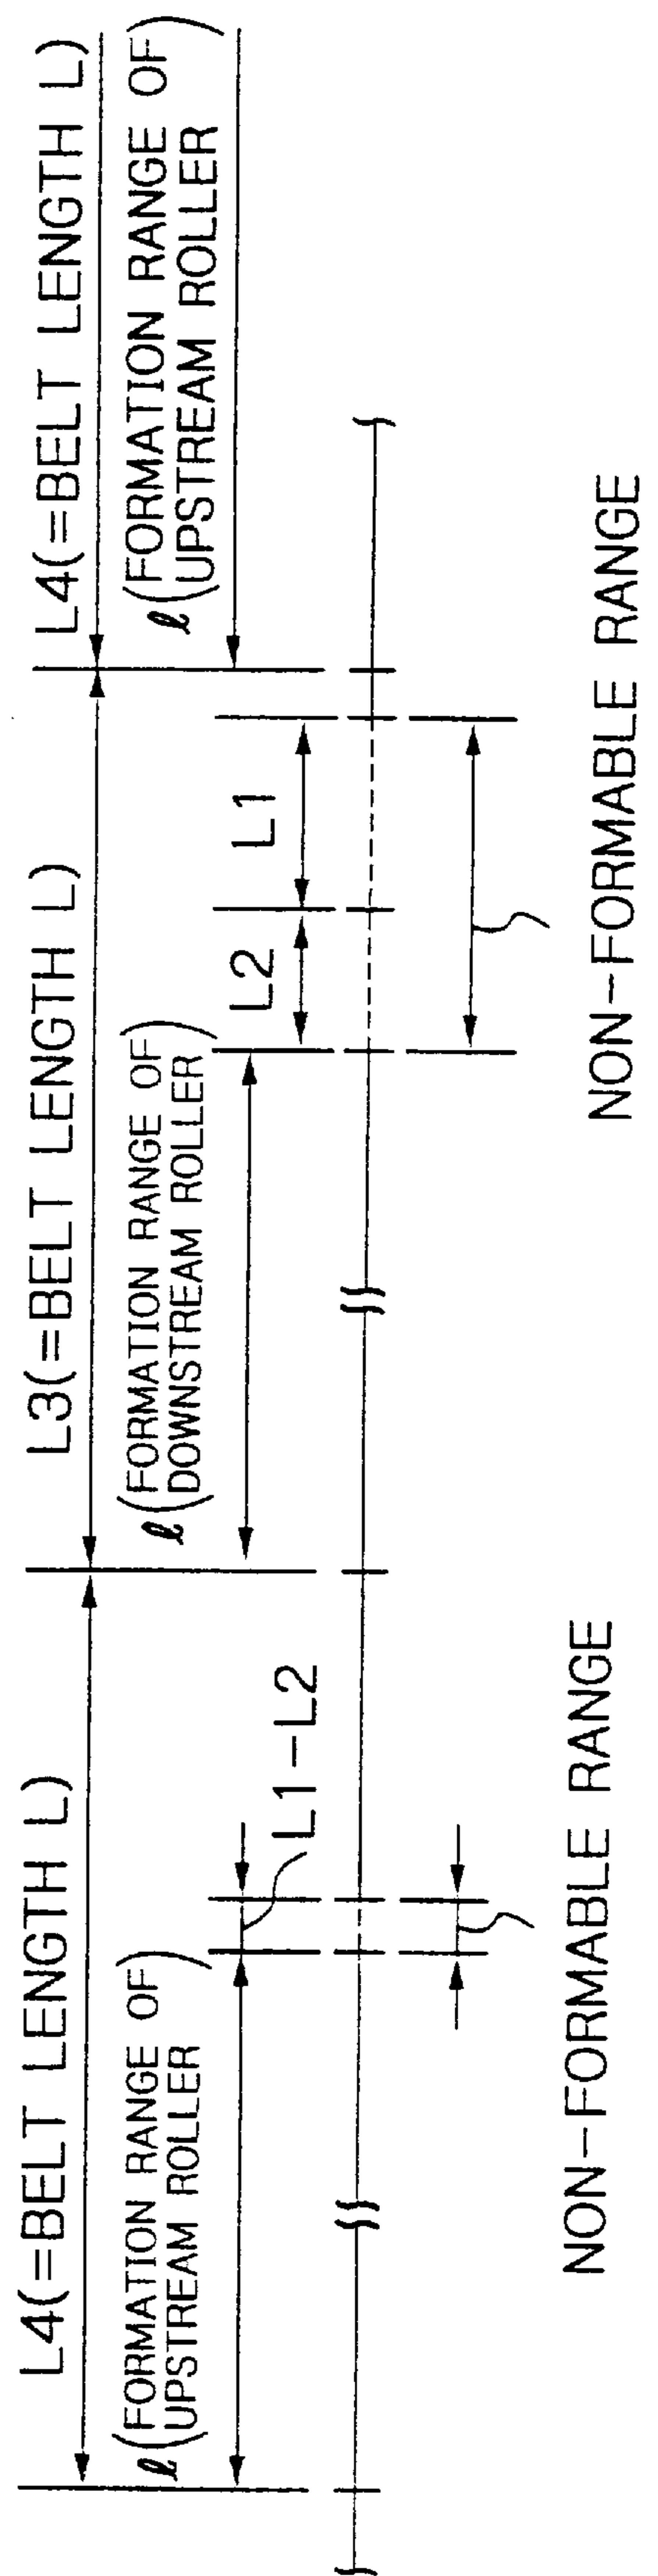 L4(=BELT LENGTH L)
L3(=BELT LENGTH L)
L4(=BELT LENGTH L)
ℓ(FORMATION RANGE OF
UPSTREAM ROLLER)
ℓ(FORMATION RANGE OF
DOWNSTREAM ROLLER)
ℓ(FORMATION RANGE OF
UPSTREAM ROLLER)
L1-L2
L2
L1
NON-FORMABLE RANGE
NON-FORMABLE RANGE